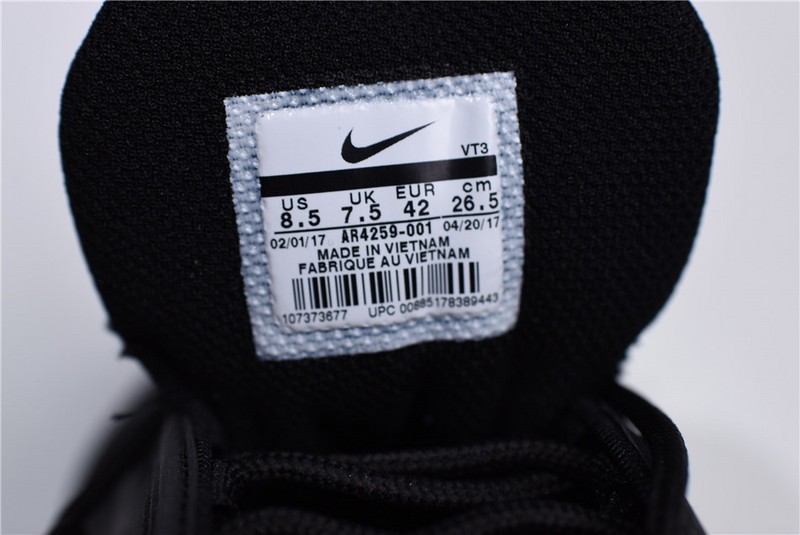 VT3
US UK EUR cm
8.5 7.5 42 26.5
02/01/17 AR4259-001 04/20/17
MADE IN VIETNAM
FABRIQUE AU VIETNAM
107373677 UPC 00885178389443